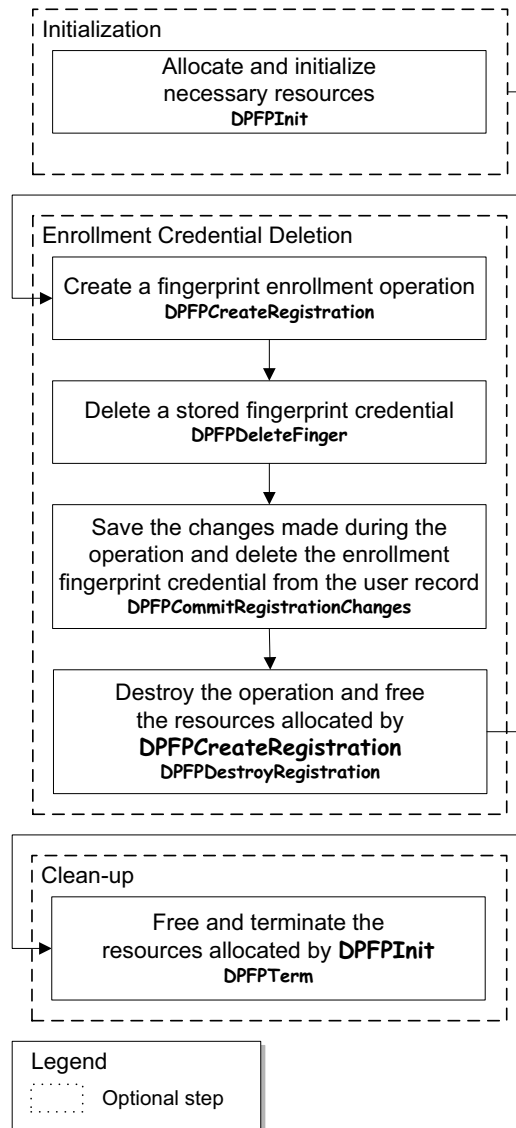 Initialization
Allocate and initialize
necessary resources
DPFPInit
Enrollment Credential Deletion
Create a fingerprint enrollment operation
DPFPCreateRegistration
Delete a stored fingerprint credential
DPFPDeleteFinger
Save the changes made during the
operation and delete the enrollment
fingerprint credential from the user record
DPFPCommitRegistrationChanges
Destroy the operation and free
the resources allocated by
DPFPCreateRegistration
DPFPDestroyRegistration
Clean-up
Free and terminate the
resources allocated by DPFPInit
DPFPTerm
Legend
Optional step